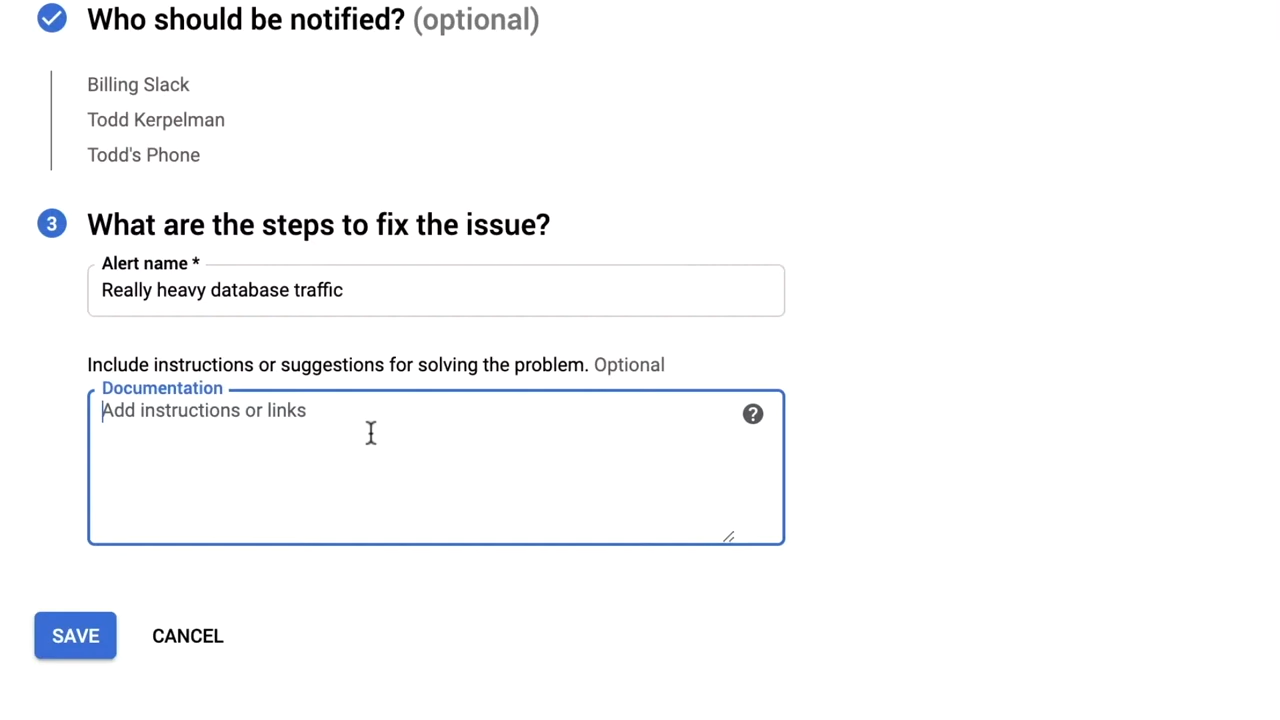 Who should be notified? (optional)
Billing Slack
Todd Kerpelman
Todd's Phone
3 What are the steps to fix the issue?
Alert name *
Really heavy database traffic
Include instructions or suggestions for solving the problem. Optional
Documentation
Add instructions or links
?
SAVE CANCEL